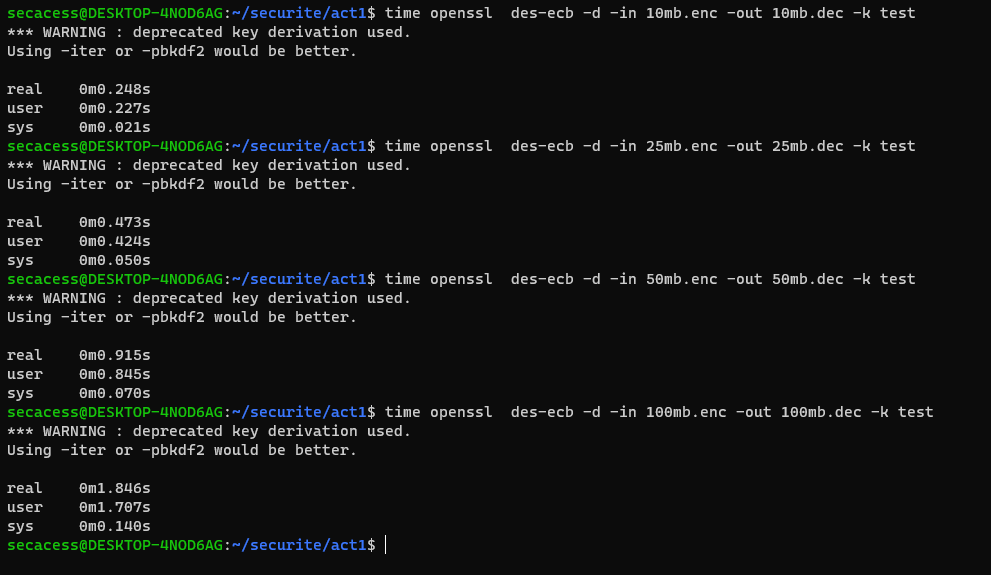 secacess@DESKTOP-4NOD6AG:~/securite/act1$ time openssl  des-ecb -d -in 10mb.enc -out 10mb.dec -k test
*** WARNING : deprecated key derivation used.
Using -iter or -pbkdf2 would be better.

real    0m0.248s
user    0m0.227s
sys     0m0.021s
secacess@DESKTOP-4NOD6AG:~/securite/act1$ time openssl  des-ecb -d -in 25mb.enc -out 25mb.dec -k test
*** WARNING : deprecated key derivation used.
Using -iter or -pbkdf2 would be better.

real    0m0.473s
user    0m0.424s
sys     0m0.050s
secacess@DESKTOP-4NOD6AG:~/securite/act1$ time openssl  des-ecb -d -in 50mb.enc -out 50mb.dec -k test
*** WARNING : deprecated key derivation used.
Using -iter or -pbkdf2 would be better.

real    0m0.915s
user    0m0.845s
sys     0m0.070s
secacess@DESKTOP-4NOD6AG:~/securite/act1$ time openssl  des-ecb -d -in 100mb.enc -out 100mb.dec -k test
*** WARNING : deprecated key derivation used.
Using -iter or -pbkdf2 would be better.

real    0m1.846s
user    0m1.707s
sys     0m0.140s
secacess@DESKTOP-4NOD6AG:~/securite/act1$